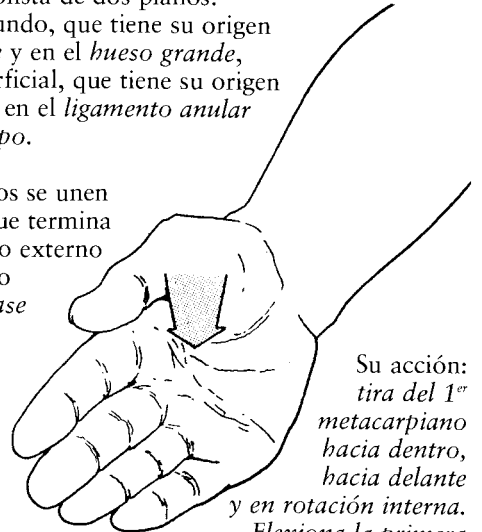 de dos planos:
undo, que tiene su origen
y en el hueso grande,
rficial, que tiene su origen
en el ligamento anular
po.
os se unen
ue termina
o externo
o
ase
Su acción:
tira del 1er
metacarpiano
hacia dentro,
hacia delante
y en rotación interna.
Flexiona la primera